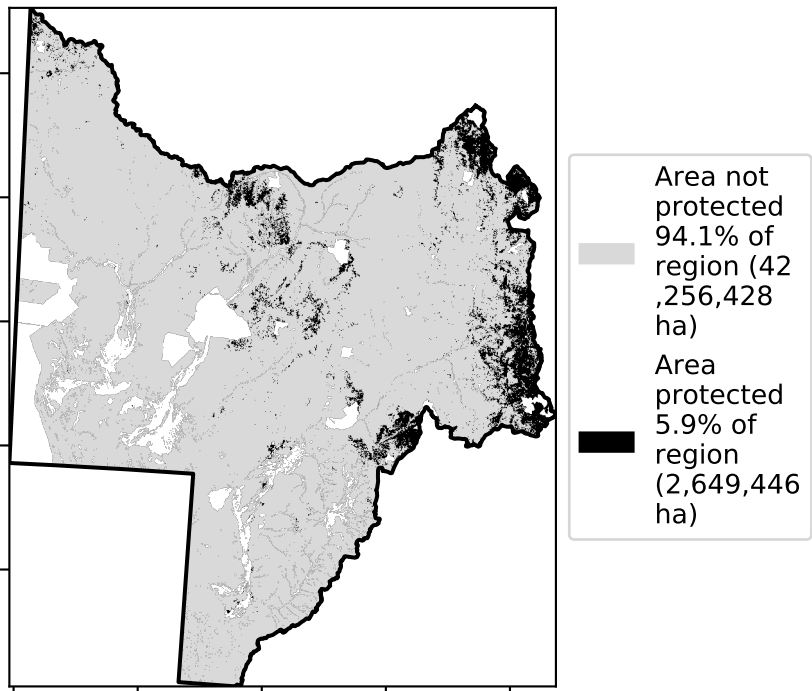 Area not
protected
94.1% of
region (42
,256,428
ha)
Area
protected
5.9% of
region
(2,649,446
ha)